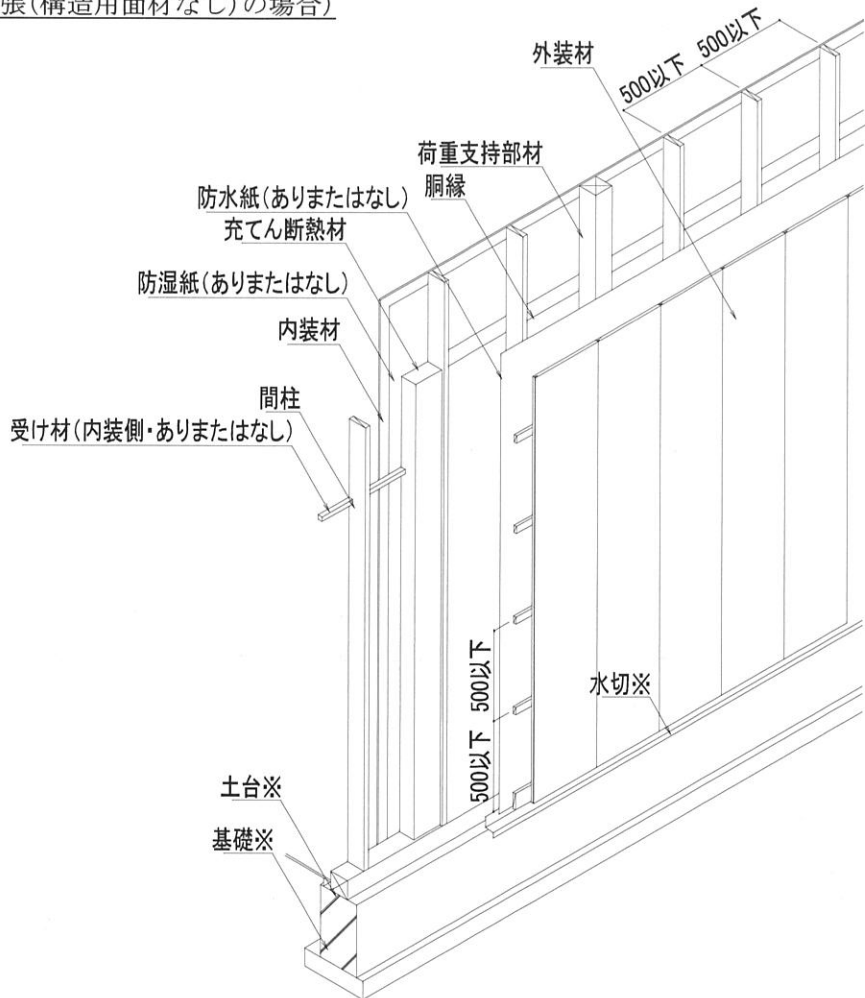 張(構造用面材なし)の場合)
500以下
500以下
外装材
荷重支持部材
胴縁
防水紙(ありまたはなし)
充てん断熱材
防湿紙(ありまたはなし)
内装材
間柱
受け材(内装側・ありまたはなし)
500以下
水切※
500以下
土台※
基礎※